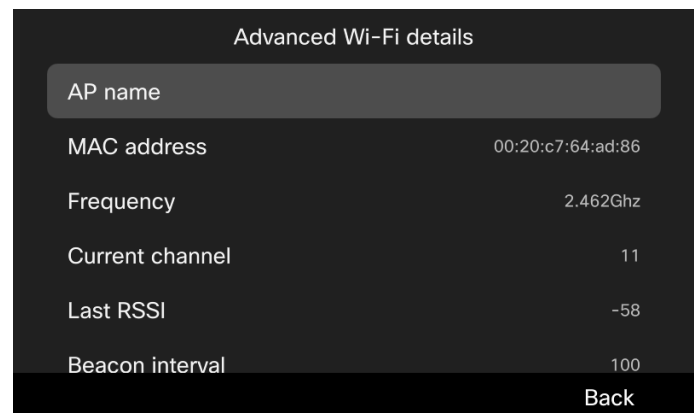 Advanced Wi-Fi details
AP name
MAC address 00:20:c7:64:ad:86
Frequency 2.462Ghz
Current channel 11
Last RSSI -58
Beacon interval 100
Back